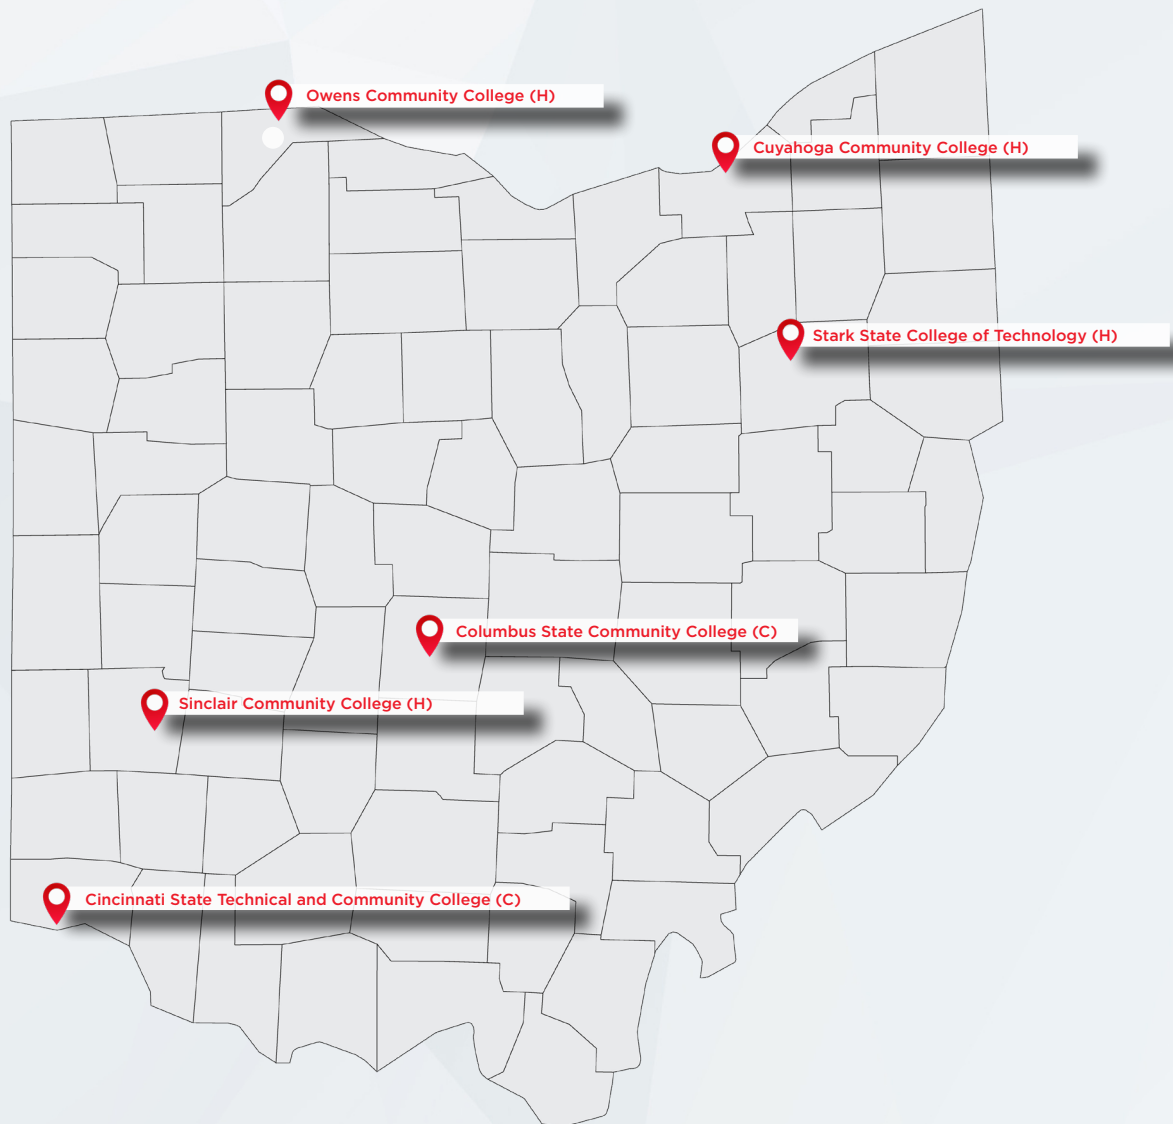 Owens Community College (H)
Cuyahoga Community College (H)
Stark State College of Technology (H)
Columbus State Community College (C)
Sinclair Community College (H)
Cincinnati State Technical and Community College (C)